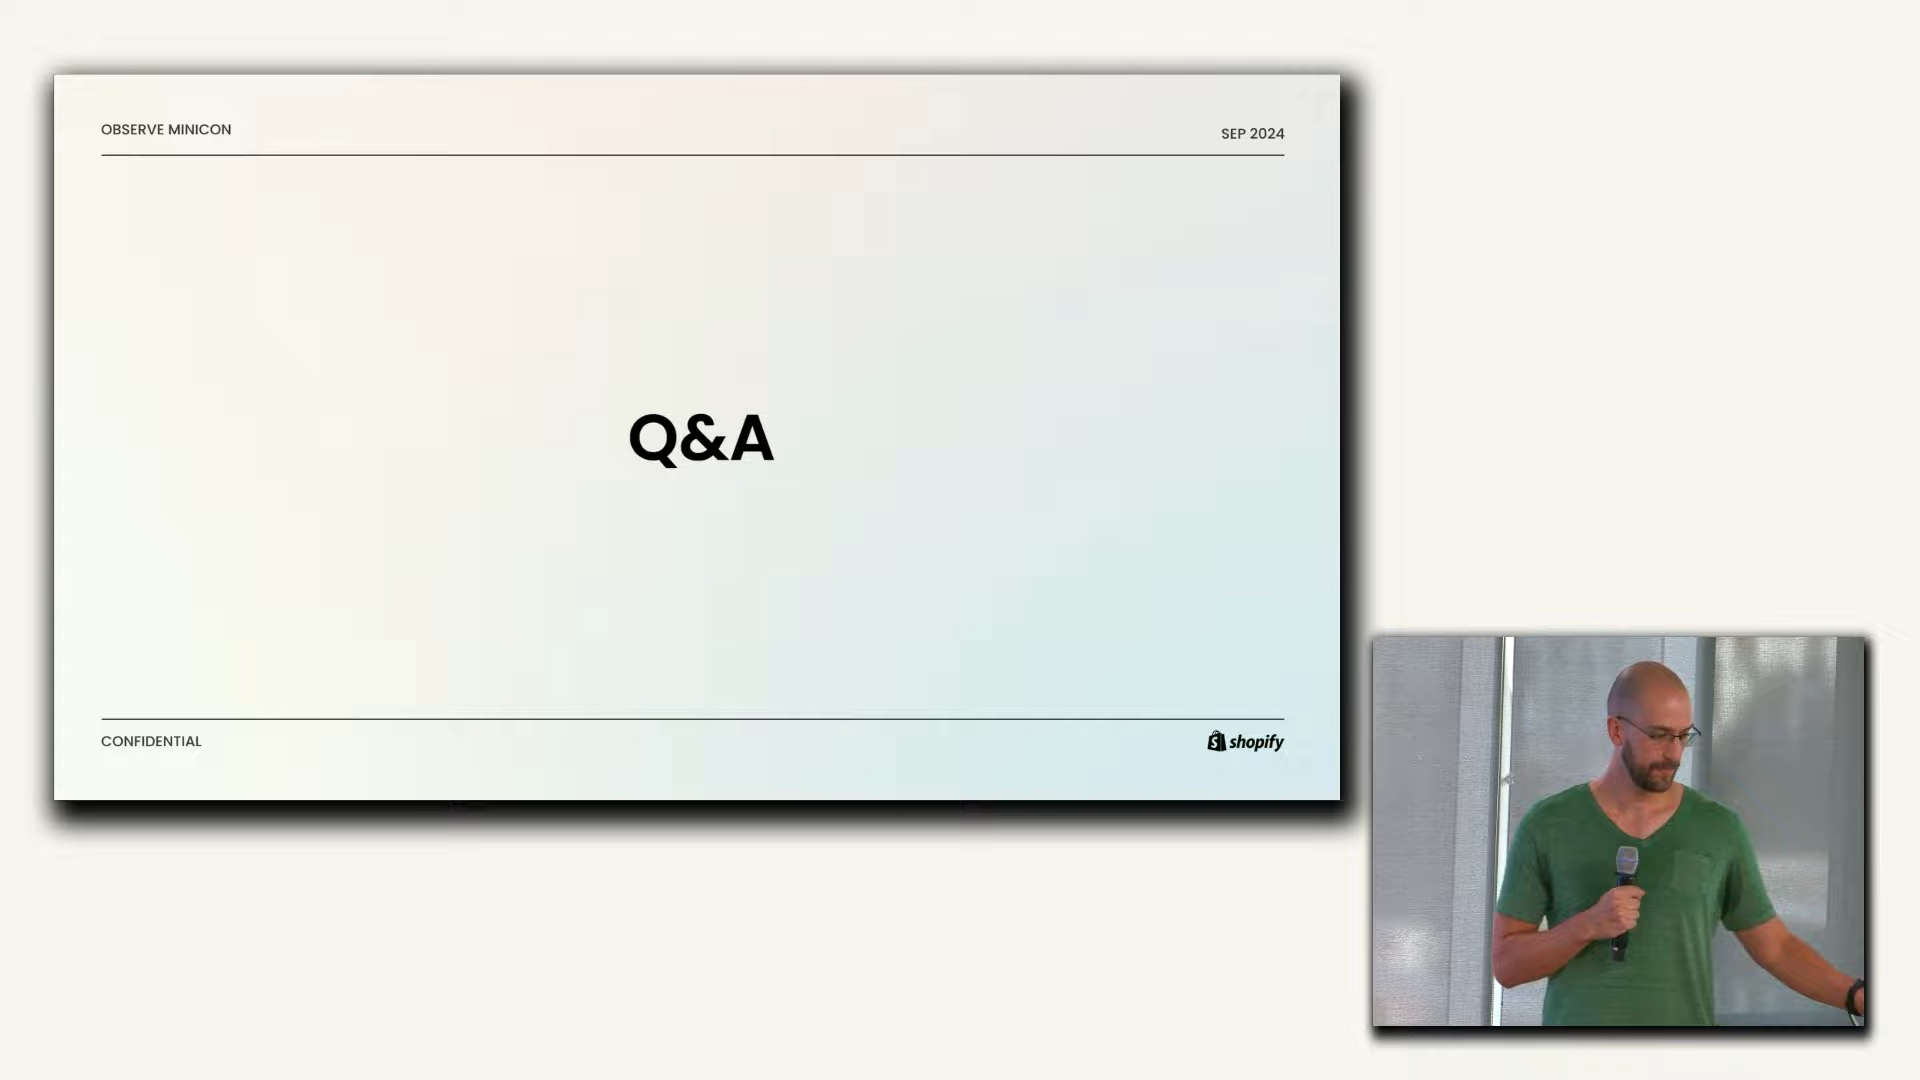 OBSERVE MINICON
SEP 2024
Q&A
CONFIDENTIAL
shopify